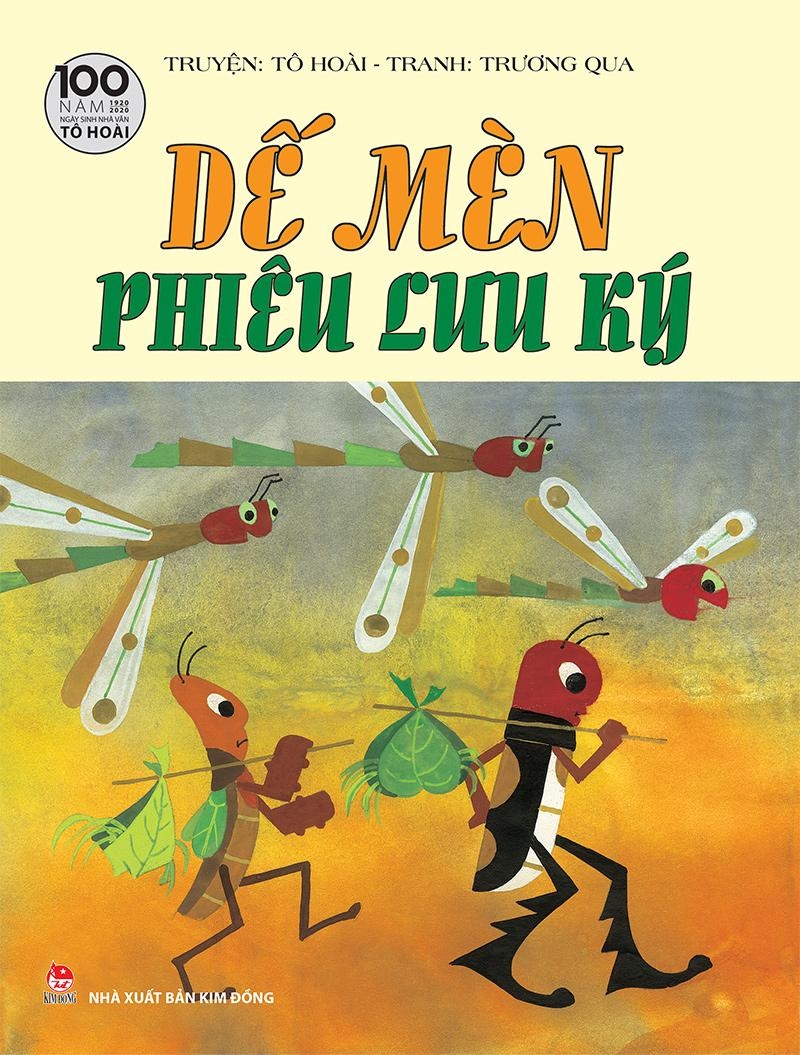 TRUYỆN: TÔ HOÀI - TRANH: TRƯƠNG QUA
100
NĂM 1920 2020
NGÀY SINH NHÀ VĂN
TÔ HOÀI
DẾ MÈN
PHIÊU LƯU KÝ
KIM ĐỒNG
NHÀ XUẤT BẢN KIM ĐỒNG